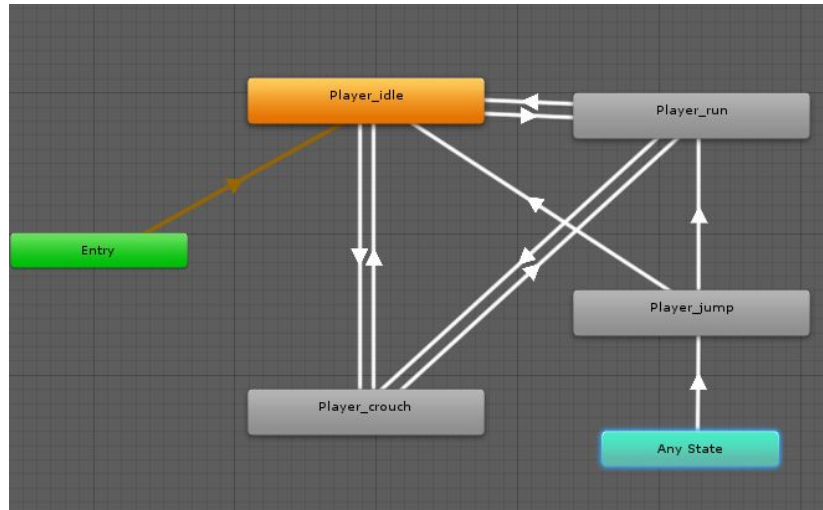 Player_idle
Player_run
Entry
Player_jump
Player_crouch
Any State